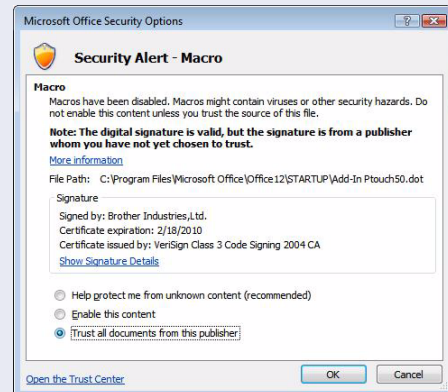 Microsoft Office Security Options
Security Alert - Macro
Macro
Macros have been disabled. Macros might contain viruses or other security hazards. Do
not enable this content unless you trust the source of this file.
Note: The digital signature is valid, but the signature is from a publisher
whom you have not yet chosen to trust.
More information
File Path: C:\Program Files\Microsoft Office\Office12\STARTUP\Add-In Ptouch50.dot
Signature
Signed by: Brother Industries,Ltd.
Certificate expiration: 2/18/2010
Certificate issued by: VeriSign Class 3 Code Signing 2004 CA
Show Signature Details
Help protect me from unknown content (recommended)
Enable this content
Trust all documents from this publisher
Open the Trust Center
OK
Cancel